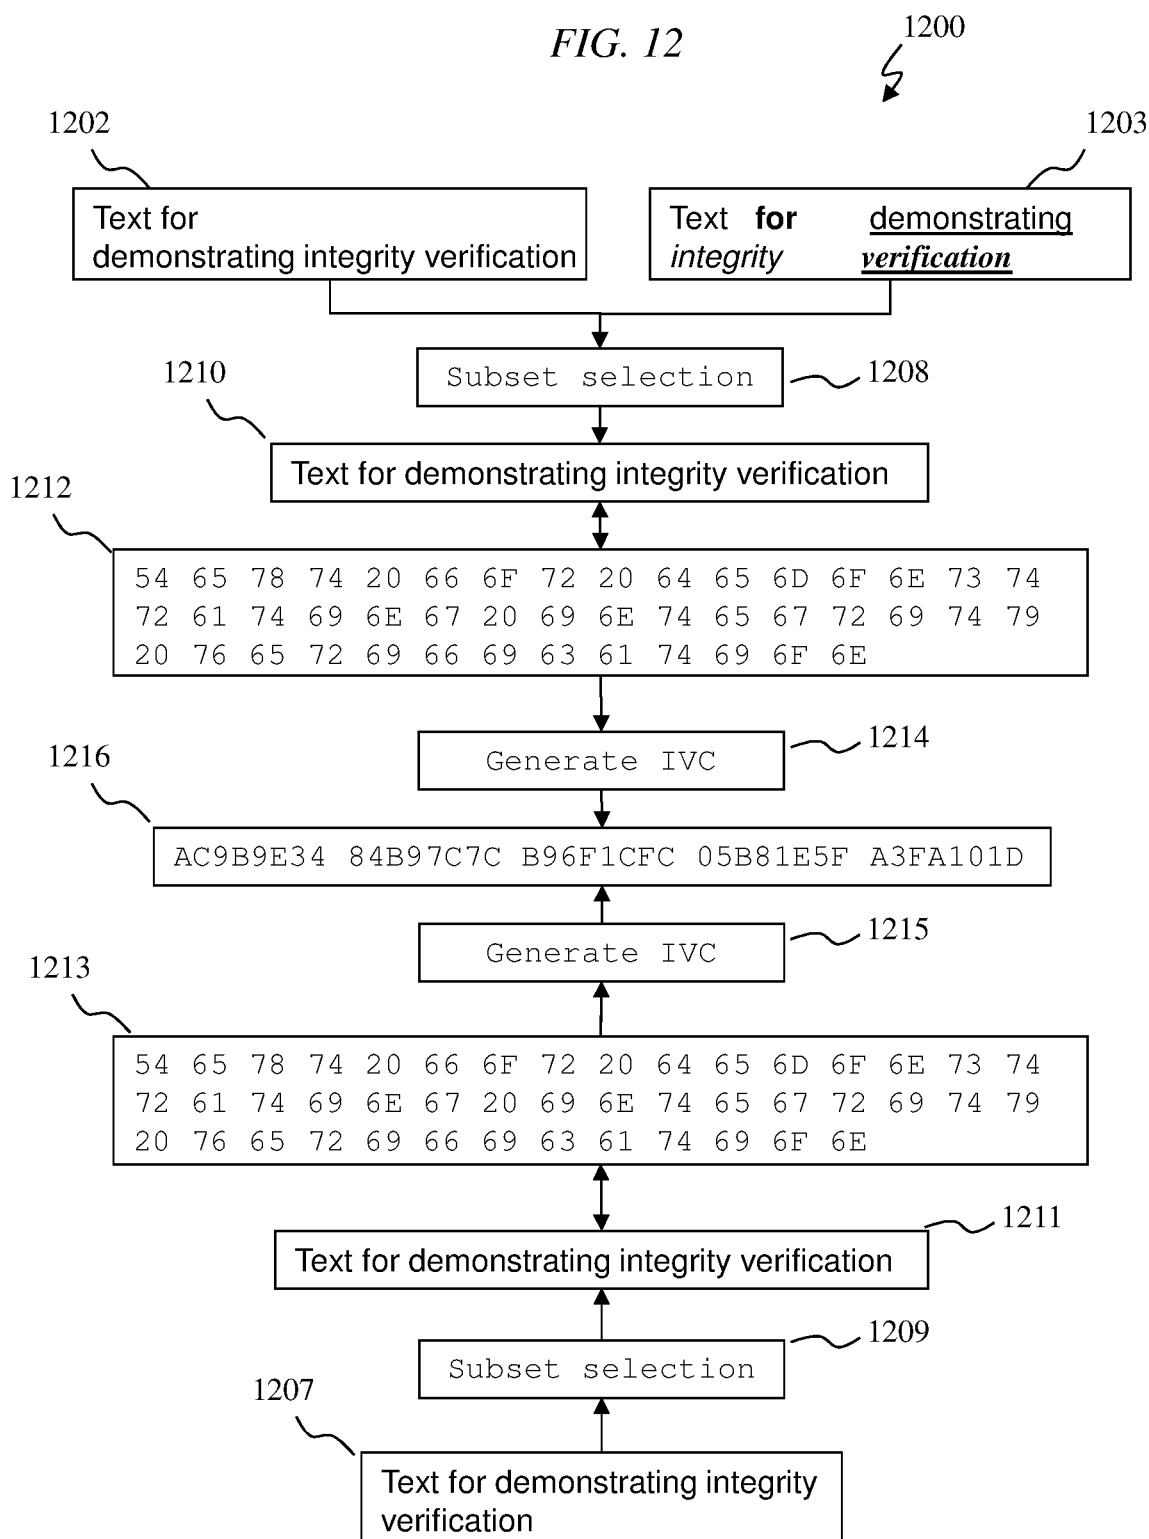 FIG. 12
1200
1202
1203
Text for
demonstrating integrity verification
Text for demonstrating
integrity verification
Subset selection
1208
1210
Text for demonstrating integrity verification
1212
54 65 78 74 20 66 6F 72 20 64 65 6D 6F 6E 73 74
72 61 74 69 6E 67 20 69 6E 74 65 67 72 69 74 79
20 76 65 72 69 66 69 63 61 74 69 6F 6E
Generate IVC
1214
1216
AC9B9E34 84B97C7C B96F1CFC 05B81E5F A3FA101D
Generate IVC
1215
1213
54 65 78 74 20 66 6F 72 20 64 65 6D 6F 6E 73 74
72 61 74 69 6E 67 20 69 6E 74 65 67 72 69 74 79
20 76 65 72 69 66 69 63 61 74 69 6F 6E
1211
Text for demonstrating integrity verification
1209
Subset selection
1207
Text for demonstrating integrity
verification